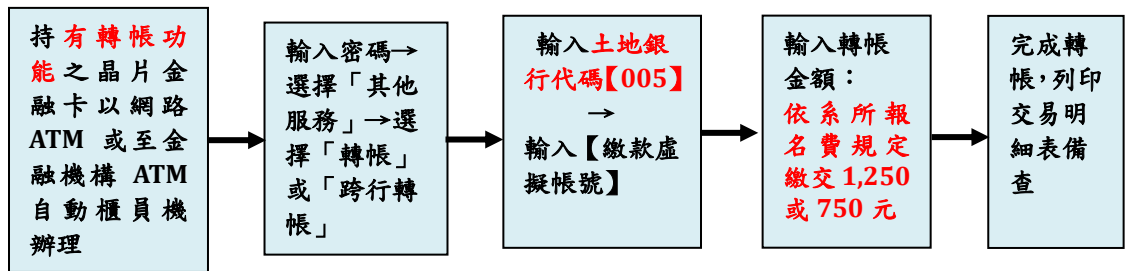 持有轉帳功
能之晶片金
融卡以網路
ATM 或至金
融機構 ATM
自動櫃員機
辦理
輸入密碼→
選擇「其他
服務」→選
擇「轉帳」
或「跨行轉
帳」
輸入土地銀
行代碼【005】
→
輸入【繳款虛
擬帳號】
輸入轉帳
金額：
依系所報
名費規定
繳交 1,250
或 750 元
完成轉
帳，列印
交易明
細表備
查